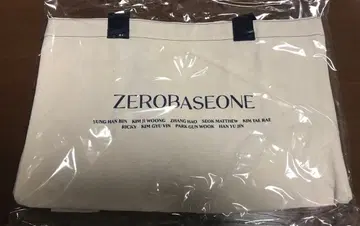 ZEROBASEONE
SUNG HAN BIN  KIM JI WOONG  ZHANG HAO  SEOK MATTHEW  KIM TAE RAE
RICKY  KIM GYU VIN  PARK GUN WOOK  HAN YU JIN